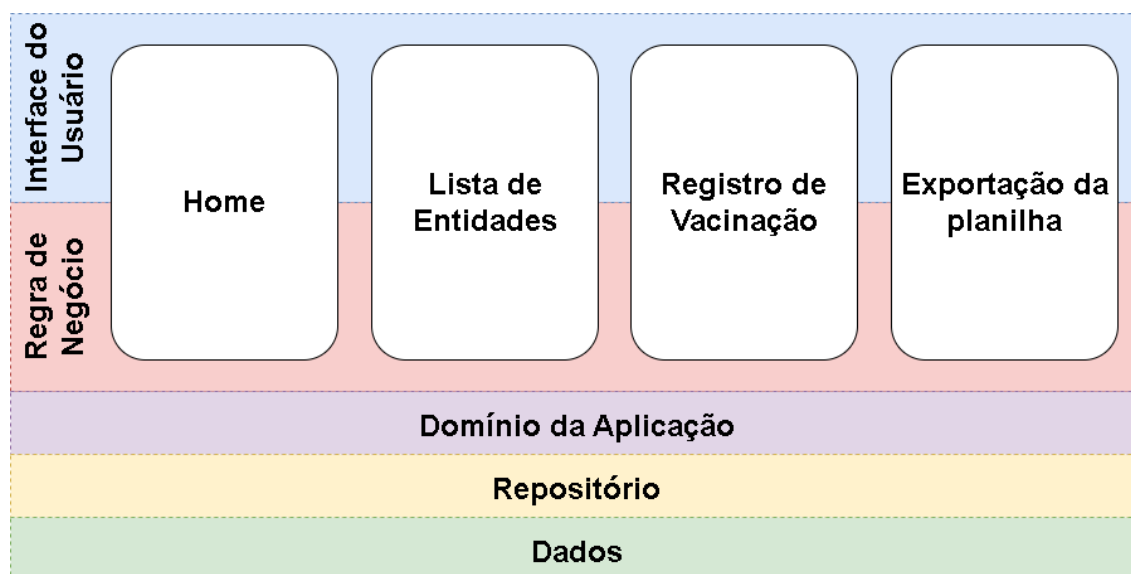 Interface do
Usuário
Home
Lista de
Entidades
Registro de
Vacinação
Exportação da
planilha
Regra de
Negócio
Domínio da Aplicação
Repositório
Dados